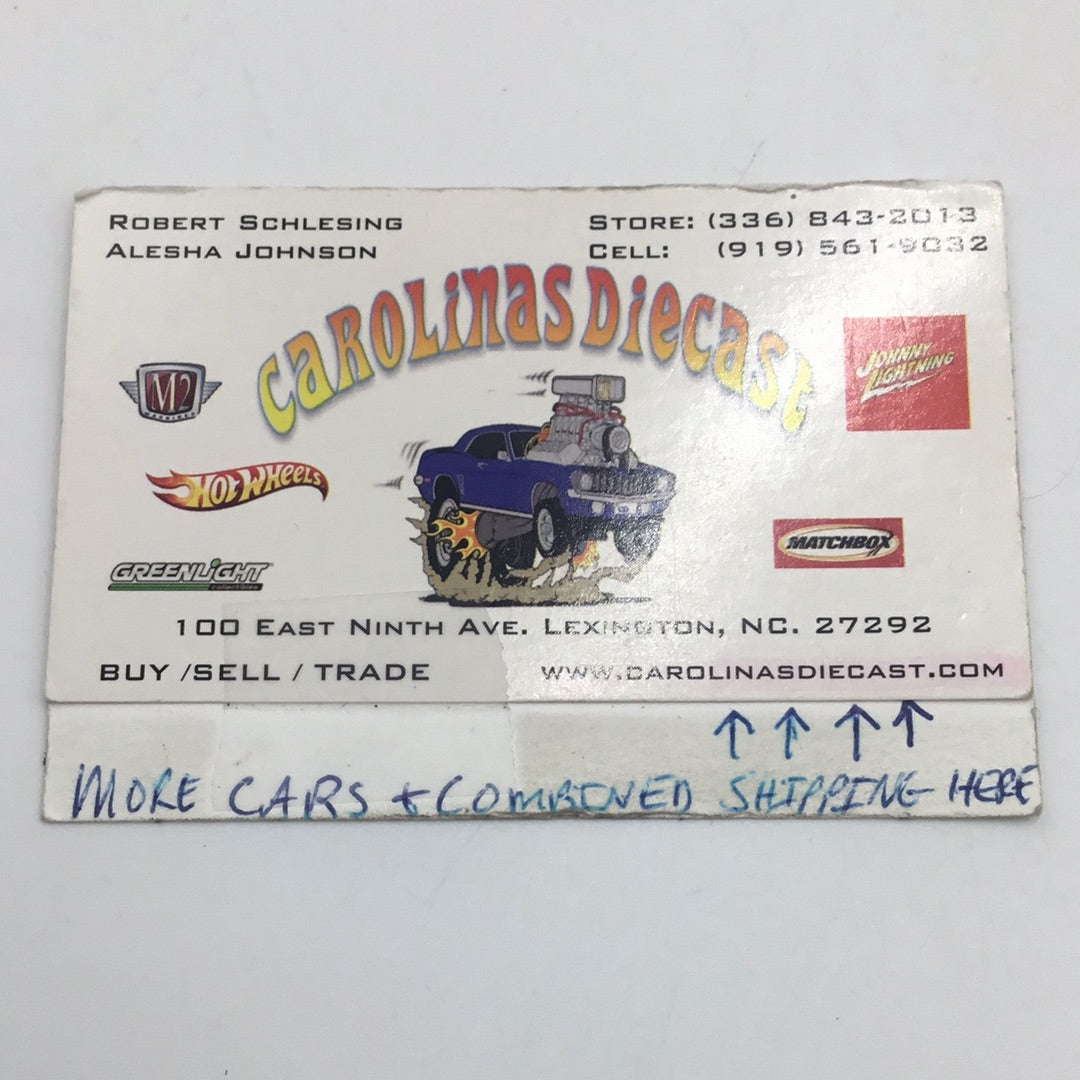 ROBERT SCHLESING
ALESHA JOHNSON
STORE: (336) 843-2013
CELL: (919) 561-9032
CAROLINAS DIECAST
M2
MACHINES
JOHNNY
LIGHTNING
HOT WHEELS
MATCHBOX
GREENLIGHT
COLLECTIBLES
100 EAST NINTH AVE. LEXINGTON, NC. 27292
BUY /SELL / TRADE
WWW.CAROLINASDIECAST.COM
↑ ↑ ↑ ↑
MORE CARS + COMBINED SHIPPING HERE